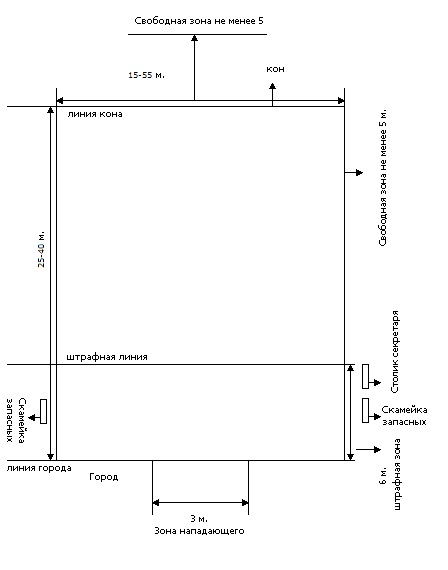 Свободная зона не менее 5
15-55 м.
кон
линия кона
Свободная зона не менее 5 м.
25-40 м.
штрафная линия
Столик секретаря
Скамейка
запасных
Скамейка
запасных
линия города
Город
6 м.
штрафная зона
3 м.
Зона нападающего